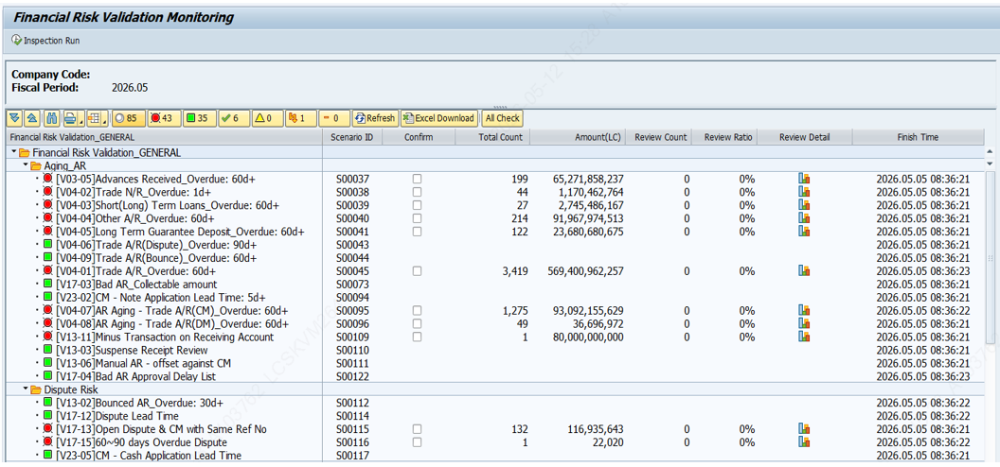 Financial Risk Validation Monitoring
Inspection Run
Company Code:
Fiscal Period: 2026.05
85 43 35 6 0 1 0 Refresh Excel Download All Check
Financial Risk Validation_GENERAL Scenario ID Confirm Total Count Amount(LC) Review Count Review Ratio Review Detail Finish Time
Financial Risk Validation_GENERAL
Aging_AR
[V03-05]Advances Received_Overdue: 60d+ S00037 199 65,271,858,237 0 0% 2026.05.05 08:36:21
[V04-02]Trade N/R_Overdue: 1d+ S00038 44 1,170,462,764 0 0% 2026.05.05 08:36:21
[V04-03]Short(Long) Term Loans_Overdue: 60d+ S00039 27 2,745,486,167 0 0% 2026.05.05 08:36:21
[V04-04]Other A/R_Overdue: 60d+ S00040 214 91,967,974,513 0 0% 2026.05.05 08:36:21
[V04-05]Long Term Guarantee Deposit_Overdue: 60d+ S00041 122 23,680,680,675 0 0% 2026.05.05 08:36:21
[V04-06]Trade A/R(Dispute)_Overdue: 90d+ S00043 2026.05.05 08:36:21
[V04-09]Trade A/R(Bounce)_Overdue: 60d+ S00044 2026.05.05 08:36:21
[V04-01]Trade A/R_Overdue: 60d+ S00045 3,419 569,400,962,257 0 0% 2026.05.05 08:36:23
[V17-03]Bad AR_Collectable amount S00073 2026.05.05 08:36:21
[V23-02]CM - Note Application Lead Time: 5d+ S00094 2026.05.05 08:36:21
[V04-07]AR Aging - Trade A/R(CM)_Overdue: 60d+ S00095 1,275 93,092,155,629 0 0% 2026.05.05 08:36:22
[V04-08]AR Aging - Trade A/R(DM)_Overdue: 60d+ S00096 49 36,696,972 0 0% 2026.05.05 08:36:21
[V13-11]Minus Transaction on Receiving Account S00109 1 80,000,000,000 0 0% 2026.05.05 08:36:21
[V13-03]Suspense Receipt Review S00110 2026.05.05 08:36:21
[V13-06]Manual AR - offset against CM S00111 2026.05.05 08:36:21
[V17-04]Bad AR Approval Delay List S00122 2026.05.05 08:36:23
Dispute Risk
[V13-02]Bounced AR_Overdue: 30d+ S00112 2026.05.05 08:36:22
[V17-12]Dispute Lead Time S00114 2026.05.05 08:36:22
[V17-13]Open Dispute & CM with Same Ref No S00115 132 116,935,643 0 0% 2026.05.05 08:36:21
[V17-15]60~90 days Overdue Dispute S00116 1 22,020 0 0% 2026.05.05 08:36:22
[V23-05]CM - Cash Application Lead Time S00117 2026.05.05 08:36:21